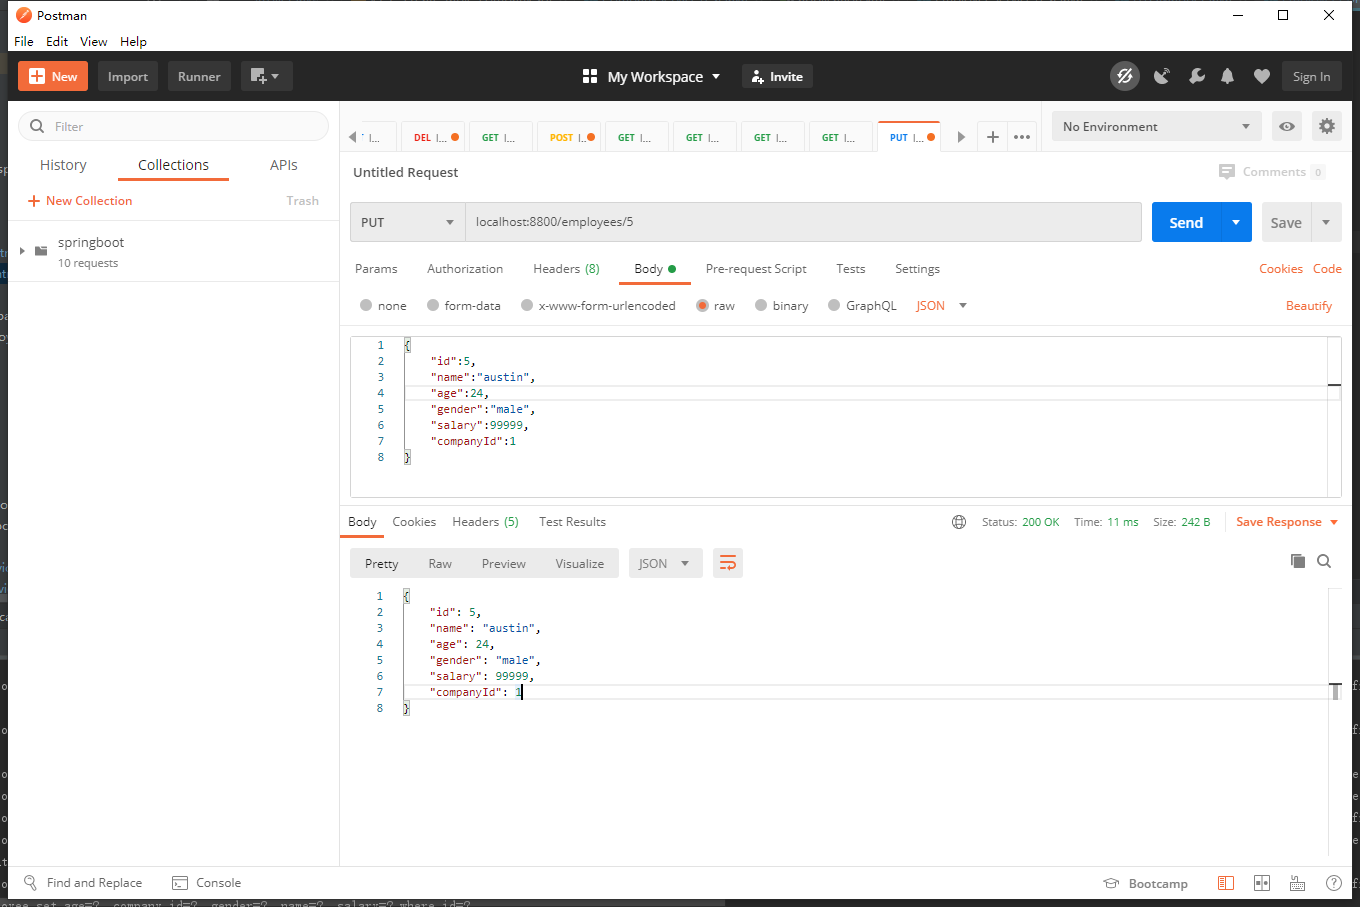 Postman
File Edit View Help
New Import Runner My Workspace Invite Sign In
Filter
History Collections APIs
New Collection Trash
springboot
10 requests
DEL l... GET l... POST l.. GET l... GET l... GET l... GET l... PUT l... No Environment
Untitled Request Comments 0
PUT localhost:8800/employees/5 Send Save
Params Authorization Headers (8) Body Pre-request Script Tests Settings Cookies Code
none form-data x-www-form-urlencoded raw binary GraphQL JSON Beautify
1 {
2 "id":5,
3 "name":"austin",
4 "age":24,
5 "gender":"male",
6 "salary":99999,
7 "companyId":1
8 }
Body Cookies Headers (5) Test Results Status: 200 OK Time: 11 ms Size: 242 B Save Response
Pretty Raw Preview Visualize JSON
1 {
2 "id": 5,
3 "name": "austin",
4 "age": 24,
5 "gender": "male",
6 "salary": 99999,
7 "companyId": 1
8 }
Find and Replace Console Bootcamp
set age=?, company_id=?, gender=?, name=?, salary=? where id=?